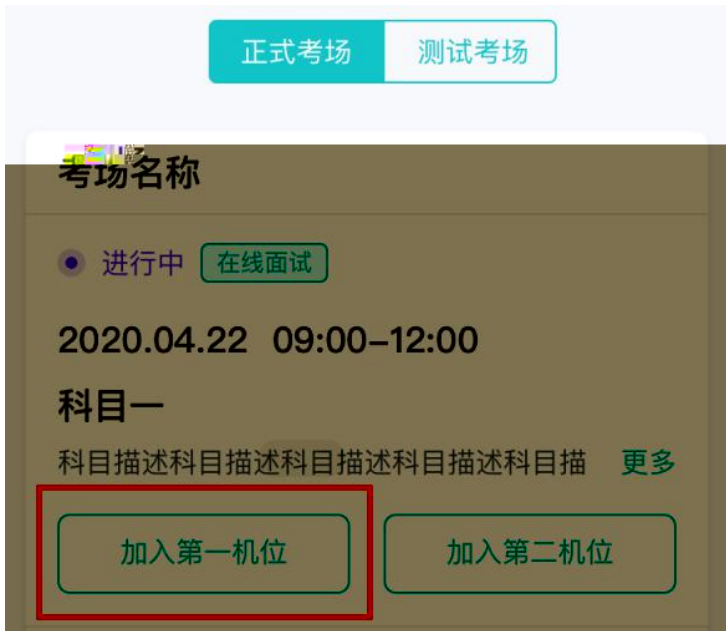 正式考场 测试考场
考场名称
进行中 在线面试
2020.04.22 09:00-12:00
科目一
科目描述科目描述科目描述科目描述科目描 更多
加入第一机位 加入第二机位